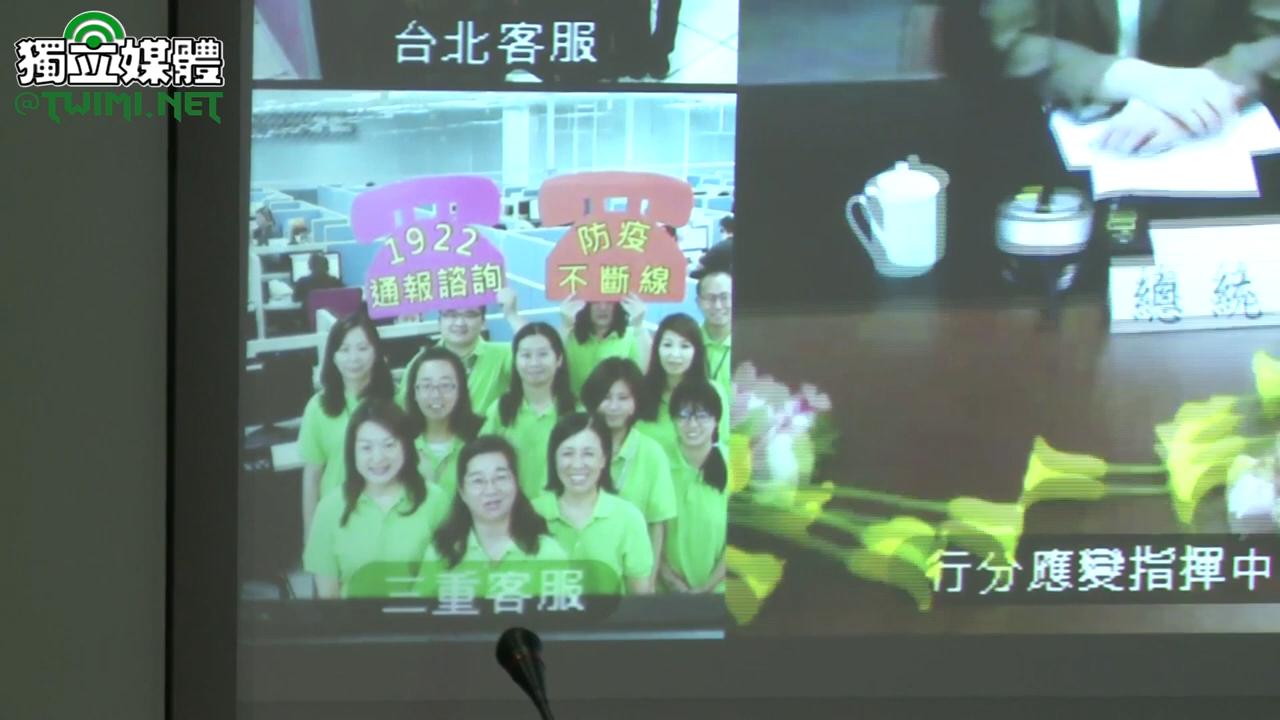 獨立媒體
@TWIMI.NET
台北客服
1922
通報諮詢
防疫
不斷線
總統
三重客服
行分應變指揮中